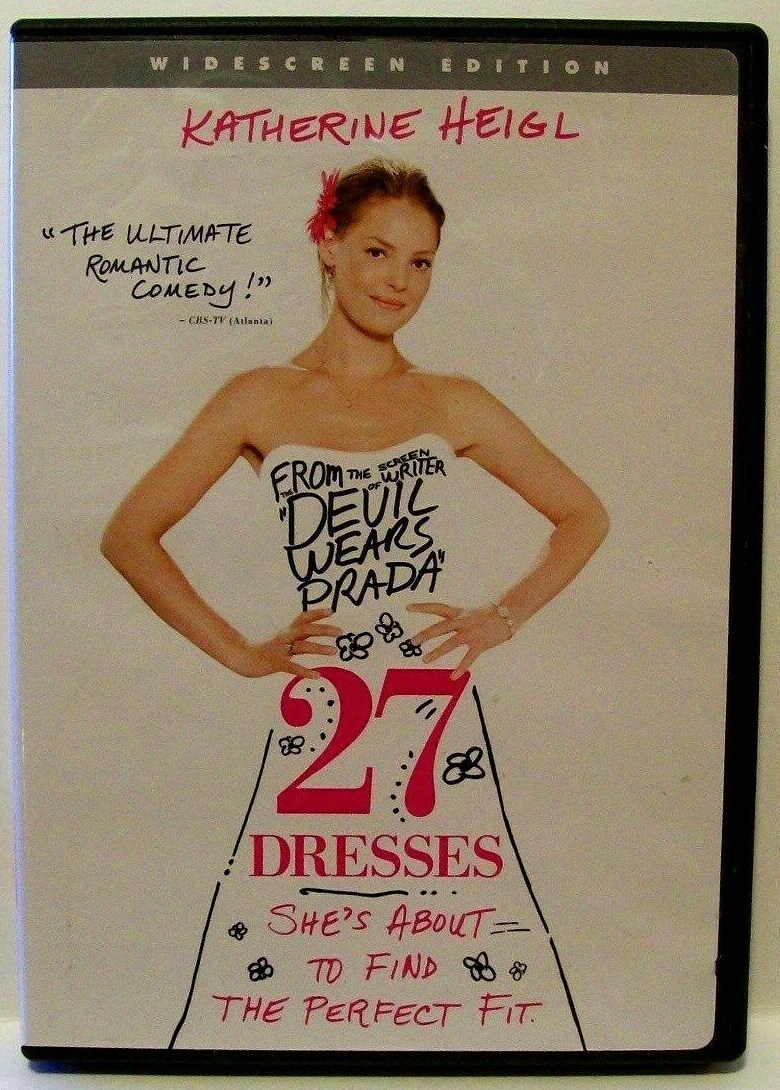 WIDESCREEN EDITION
KATHERINE HEIGL
"THE ULTIMATE
ROMANTIC
COMEDY!"
– CBS-TV (Atlanta)
FROM THE SCREEN
WRITER
OF
THE
"DEVIL
WEARS
PRADA"
27
DRESSES
SHE'S ABOUT
TO FIND
THE PERFECT FIT.